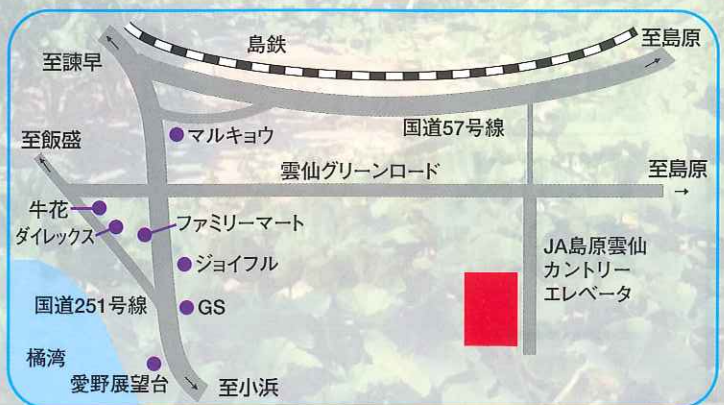 島鉄
至島原
至諫早
国道57号線
マルキョウ
至飯盛
雲仙グリーンロード
至島原
牛花
ダイレックス
ファミリーマート
JA島原雲仙
カントリー
エレベータ
ジョイフル
国道251号線
GS
橘湾
愛野展望台
至小浜